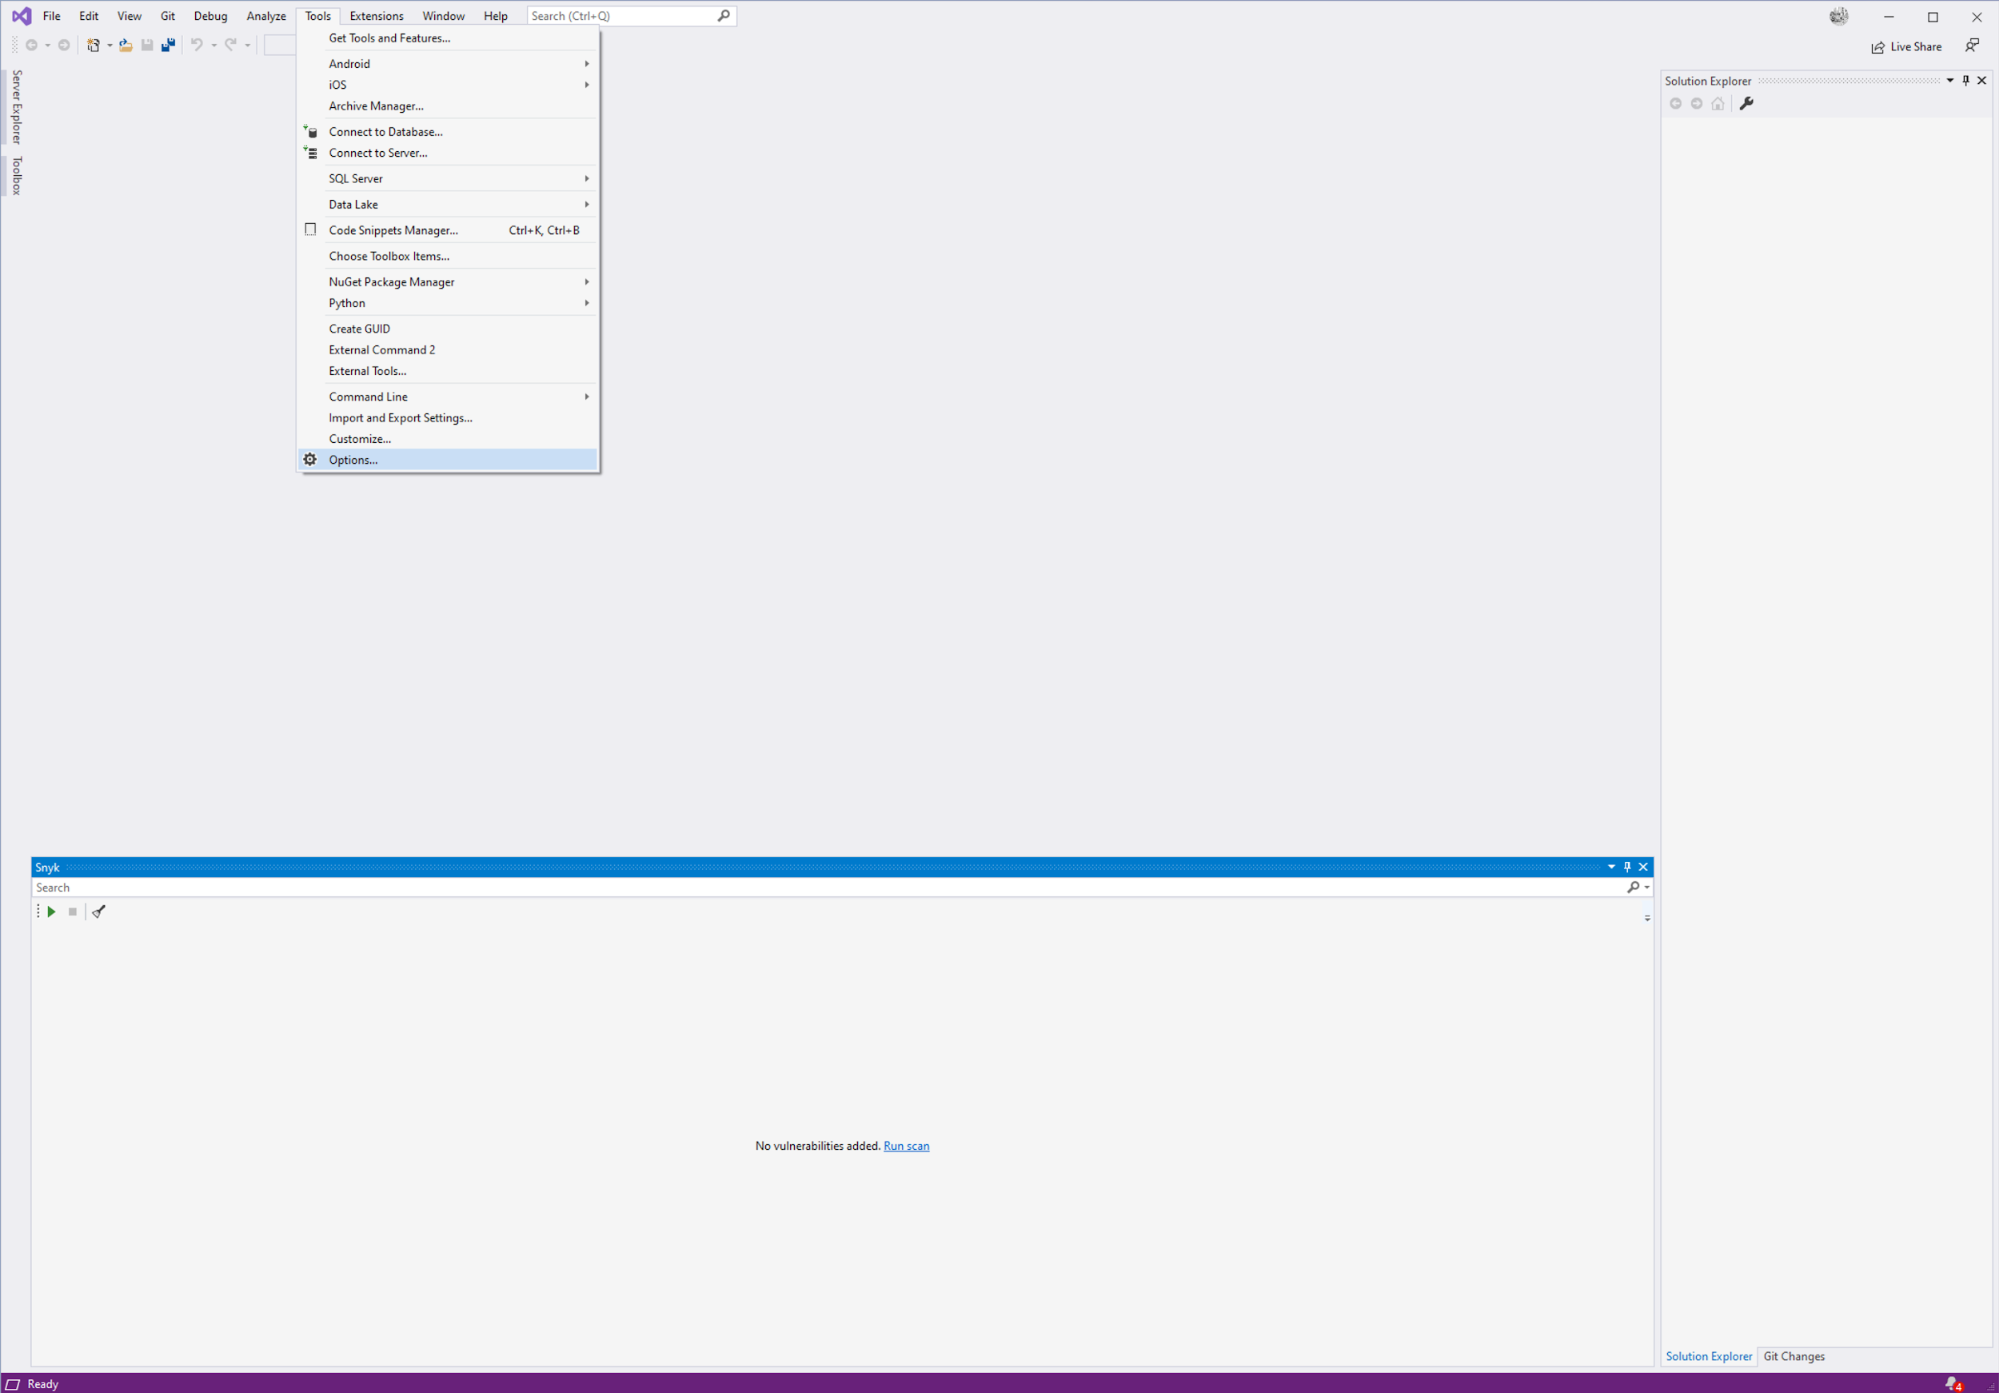 File Edit View Git Debug Analyze Tools Extensions Window Help Search (Ctrl+Q)
Live Share
Get Tools and Features...
Android
iOS
Archive Manager...
Connect to Database...
Connect to Server...
SQL Server
Data Lake
Code Snippets Manager... Ctrl+K, Ctrl+B
Choose Toolbox Items...
NuGet Package Manager
Python
Create GUID
External Command 2
External Tools...
Command Line
Import and Export Settings...
Customize...
Options...
Server Explorer
Toolbox
Solution Explorer
Snyk
Search
No vulnerabilities added. Run scan
Solution Explorer Git Changes
Ready
4